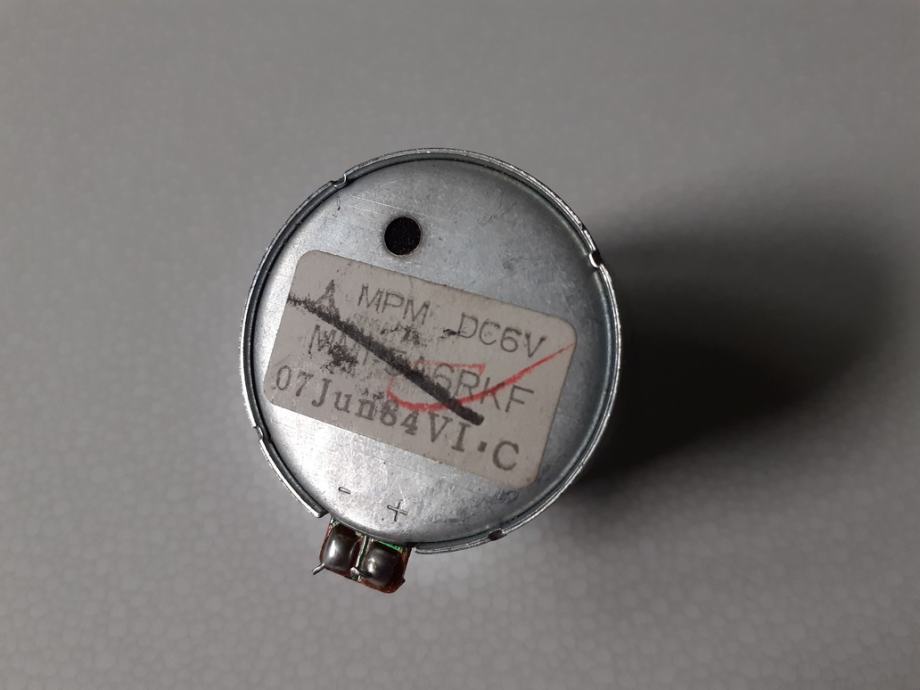 MPM DC6V
07Jun84VI·C
-
+